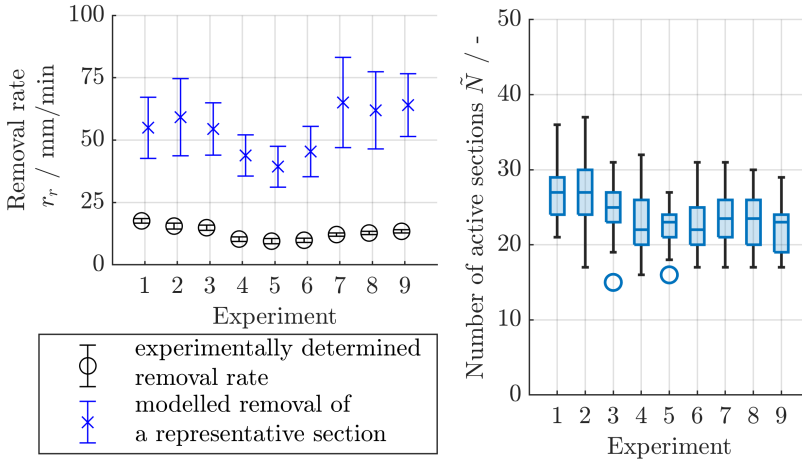 100
75
50
25
0
Removal rate
r_r / mm/min
1 2 3 4 5 6 7 8 9
Experiment
experimentally determined
removal rate
modelled removal of
a representative section
50
40
30
20
10
0
Number of active sections Ñ / -
1 2 3 4 5 6 7 8 9
Experiment